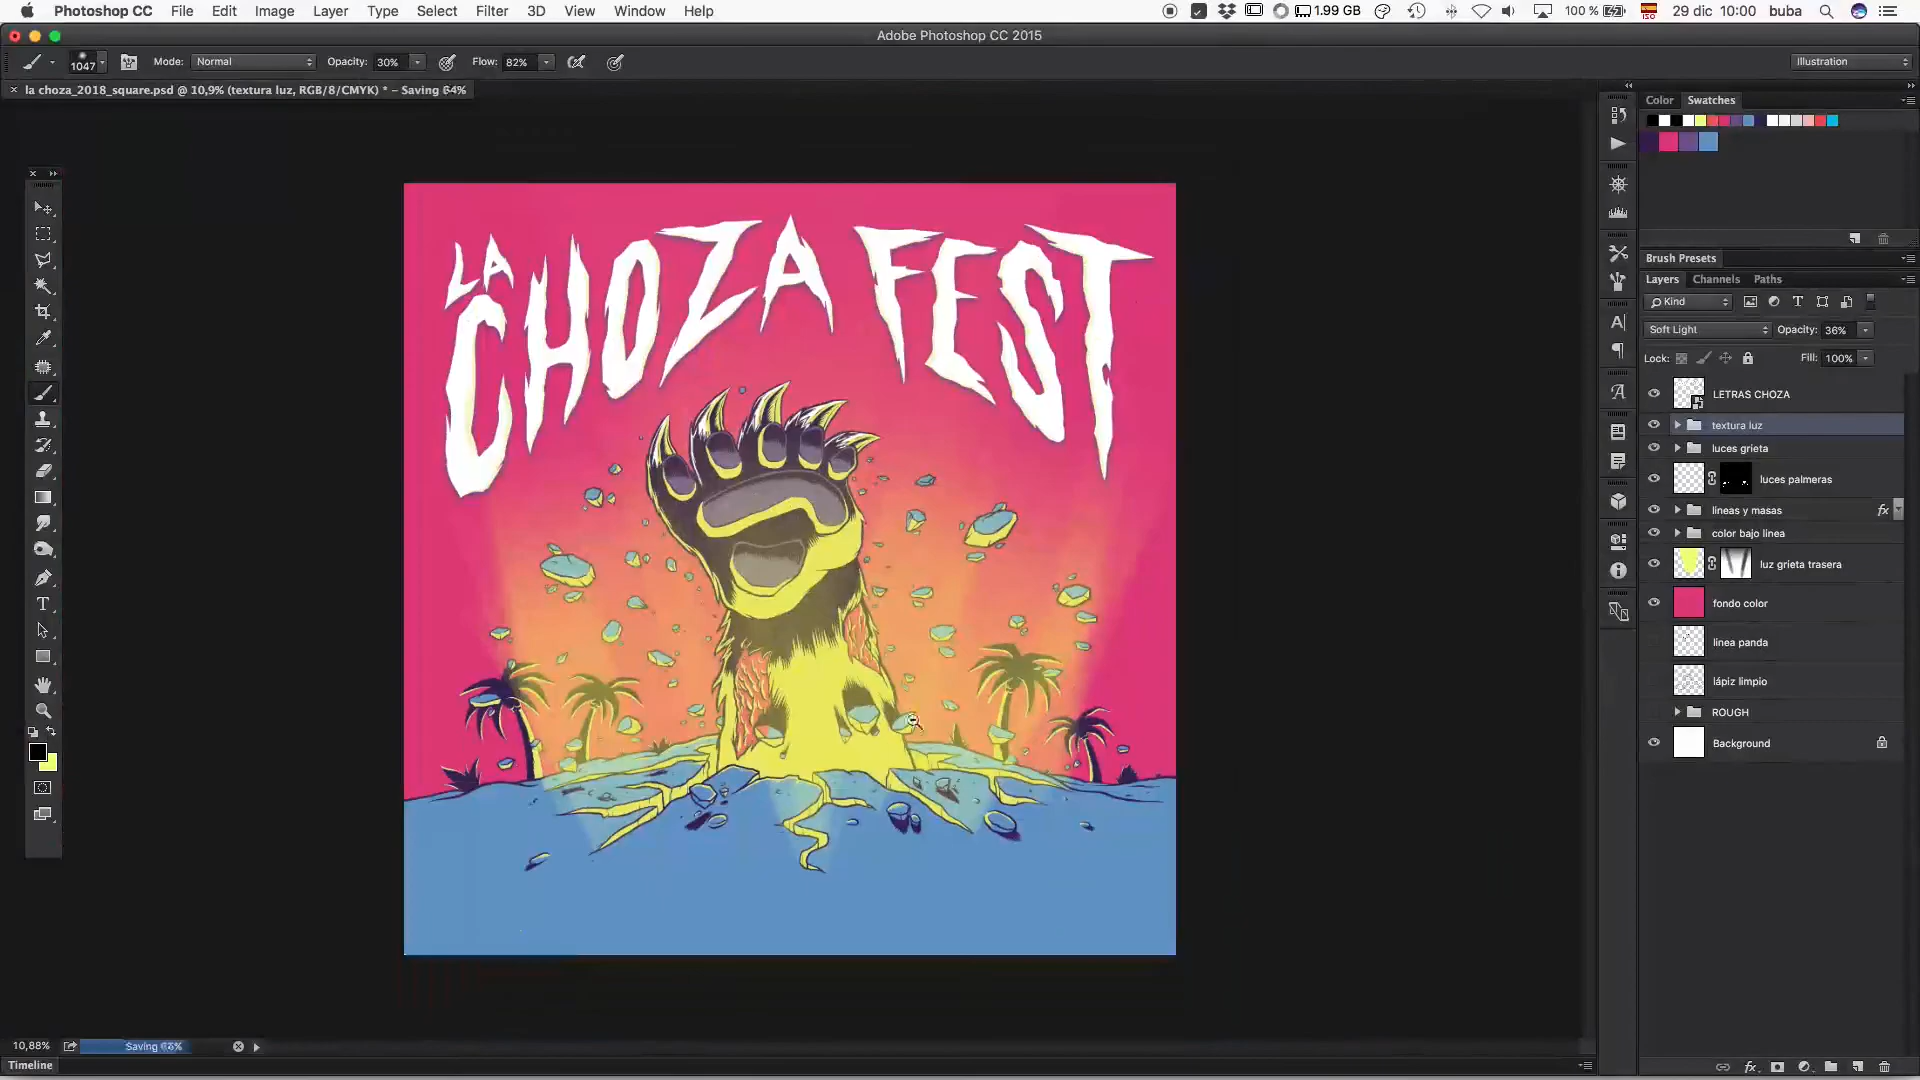 Photoshop CC File Edit Image Layer Type Select Filter 3D View Window Help 1.99 GB 100 % ISO 29 dic 10:00 buba
Adobe Photoshop CC 2015
1047 Mode: Normal Opacity: 30% Flow: 82% Illustration
la choza_2018_square.psd @ 10,9% (textura luz, RGB/8/CMYK) * – Saving 64%
Color Swatches
LA CHOZA FEST
Brush Presets
Layers Channels Paths
Kind
Soft Light Opacity: 36%
Lock: Fill: 100%
LETRAS CHOZA
textura luz
luces grieta
luces palmeras
lineas y masas fx
color bajo linea
luz grieta trasera
fondo color
linea panda
lápiz limpio
ROUGH
Background
10,88% Saving
Timeline
fx